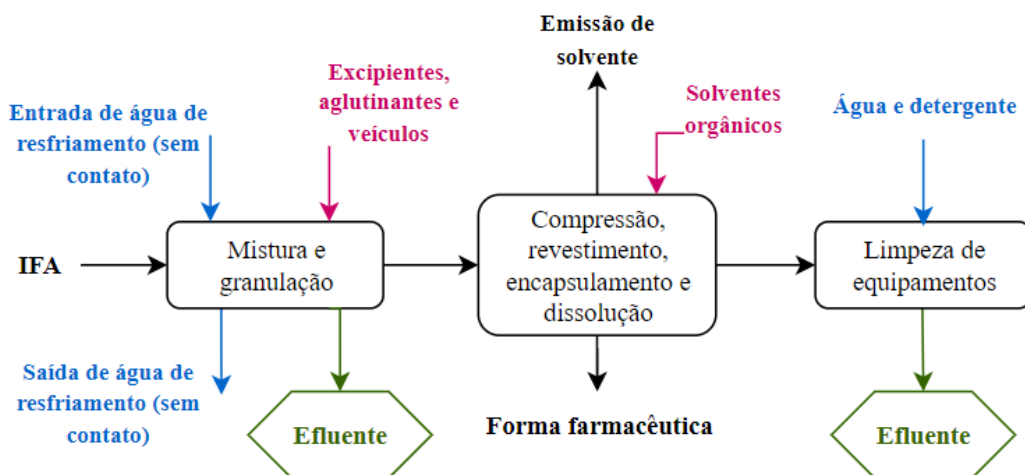 Emissão de
solvente
Excipientes,
aglutinantes e
veículos
Solventes
orgânicos
Água e detergente
Entrada de água de
resfriamento (sem
contato)
IFA
Mistura e
granulação
Compressão,
revestimento,
encapsulamento e
dissolução
Limpeza de
equipamentos
Saída de água de
resfriamento (sem
contato)
Efluente
Forma farmacêutica
Efluente